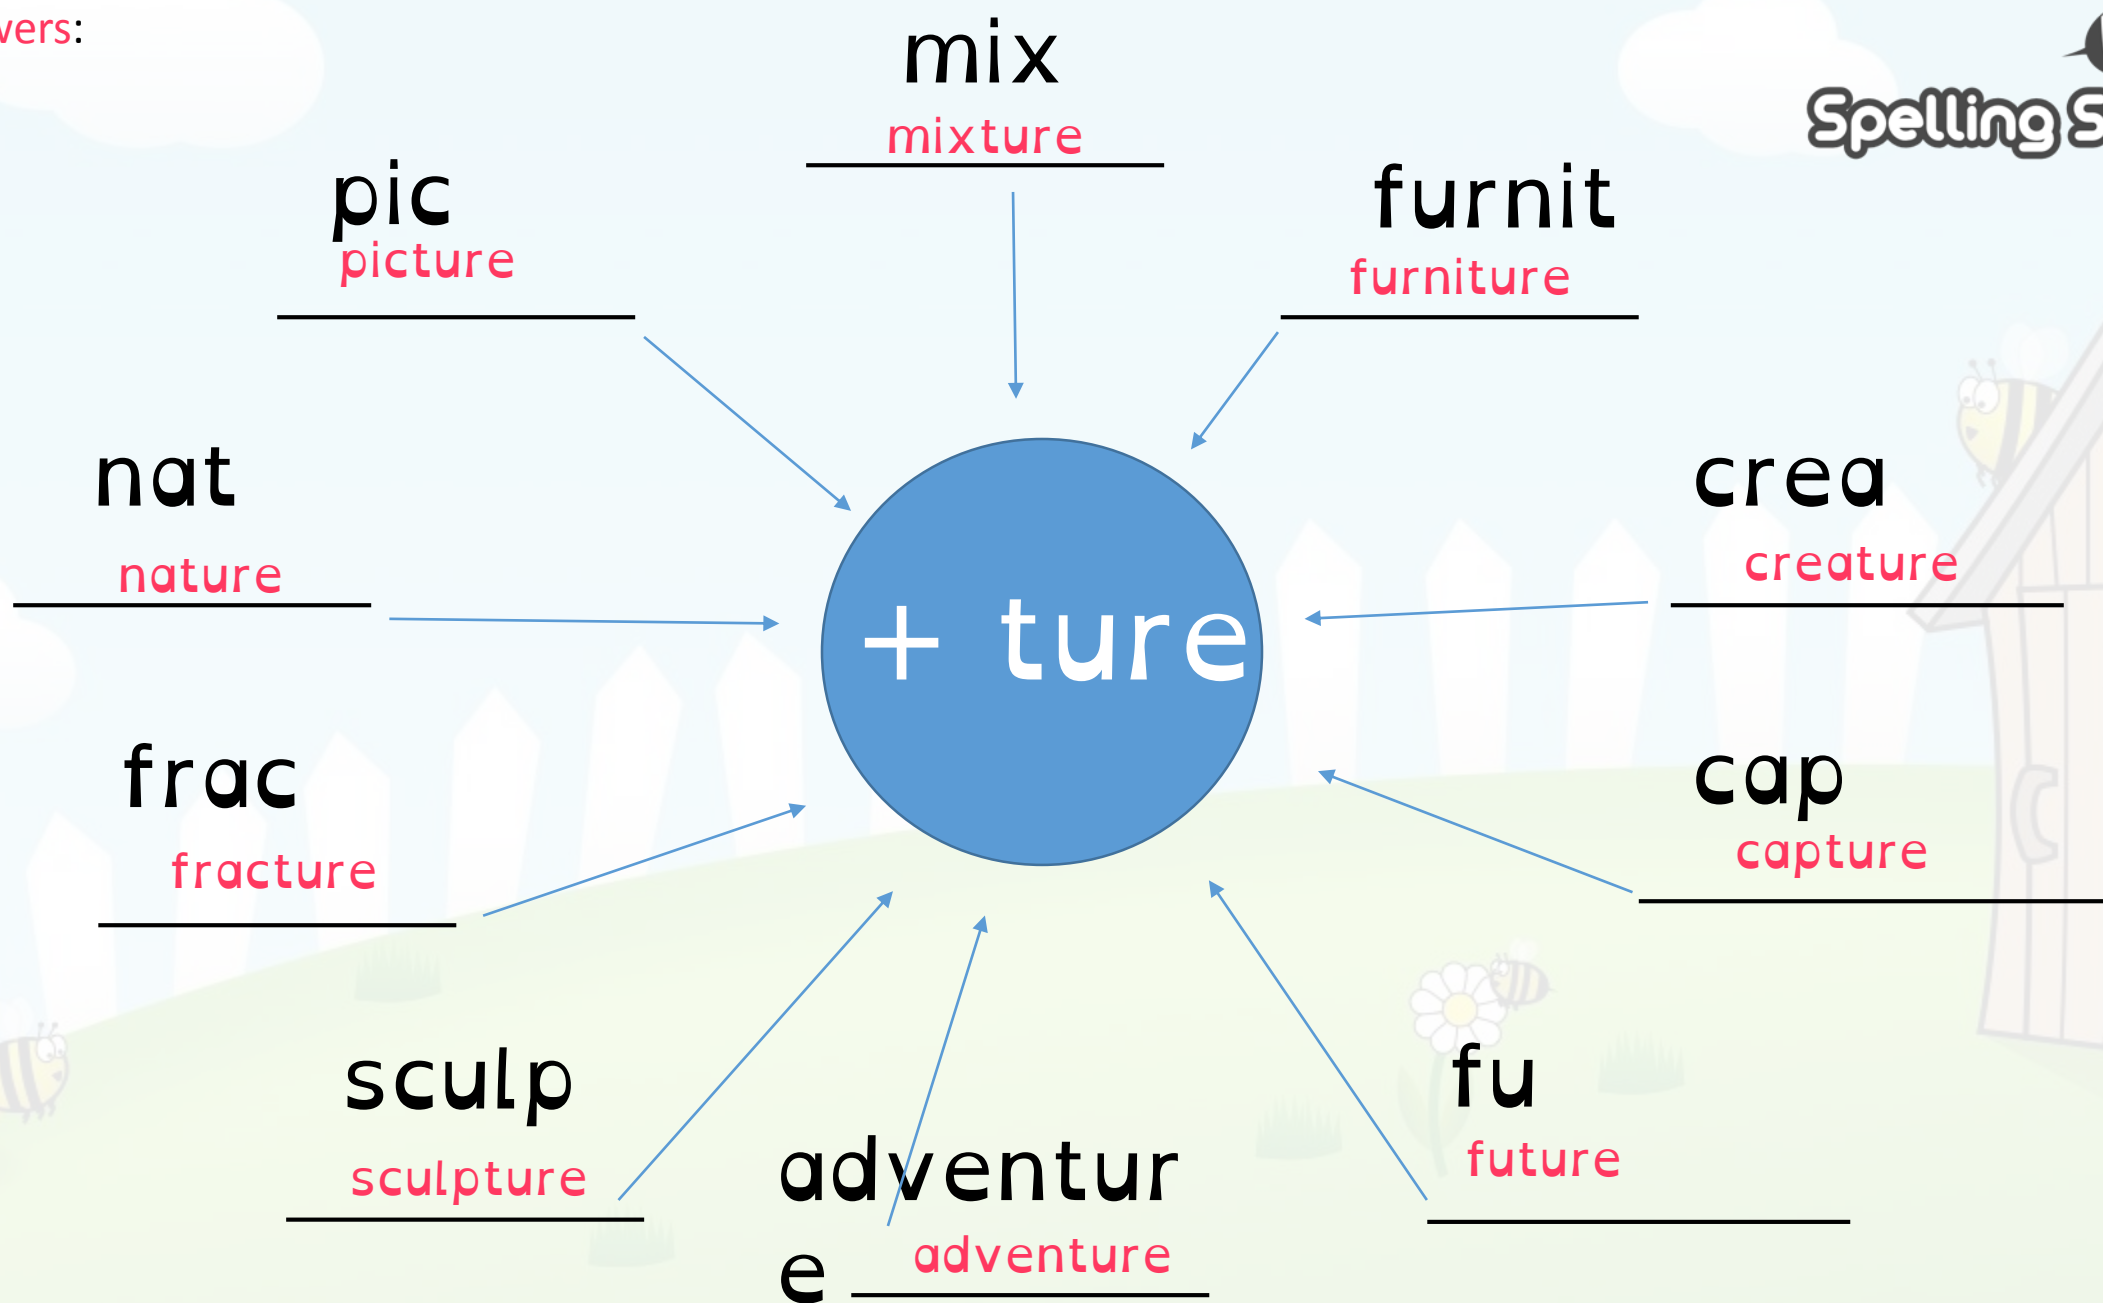 wers:
mix
mixture
Spelling S
pic
picture
furnit
furniture
nat
nature
crea
creature
+ ture
frac
fracture
cap
capture
sculp
sculpture
adventur
e
adventure
fu
future